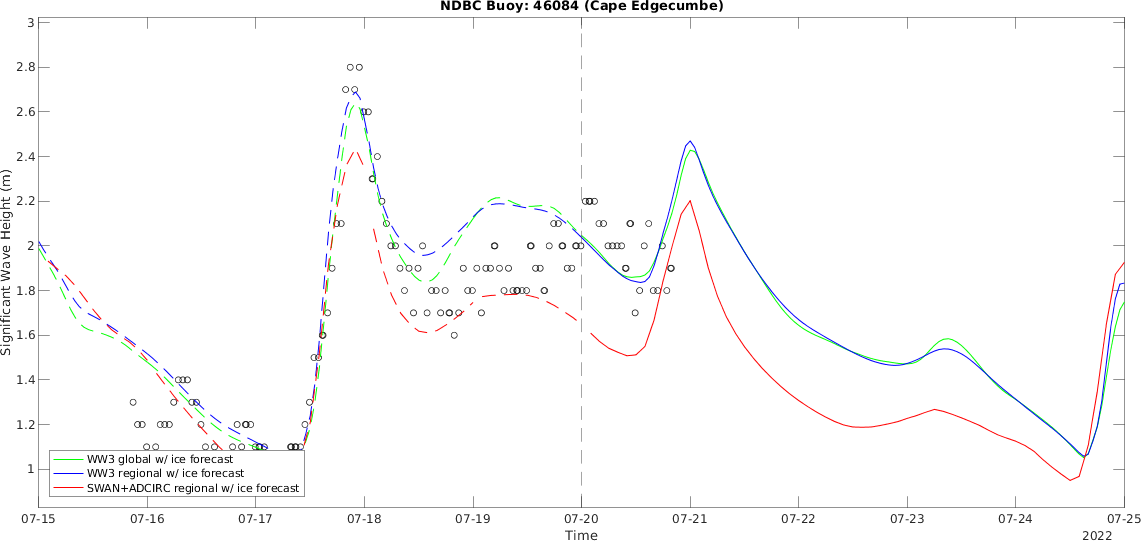 NDBC Buoy: 46084 (Cape Edgecumbe)
Significant Wave Height (m)
3
2.8
2.6
2.4
2.2
2
1.8
1.6
1.4
1.2
1
WW3 global w/ ice forecast
WW3 regional w/ ice forecast
SWAN+ADCIRC regional w/ ice forecast
07-15 07-16 07-17 07-18 07-19 07-20 07-21 07-22 07-23 07-24 07-25
Time
2022